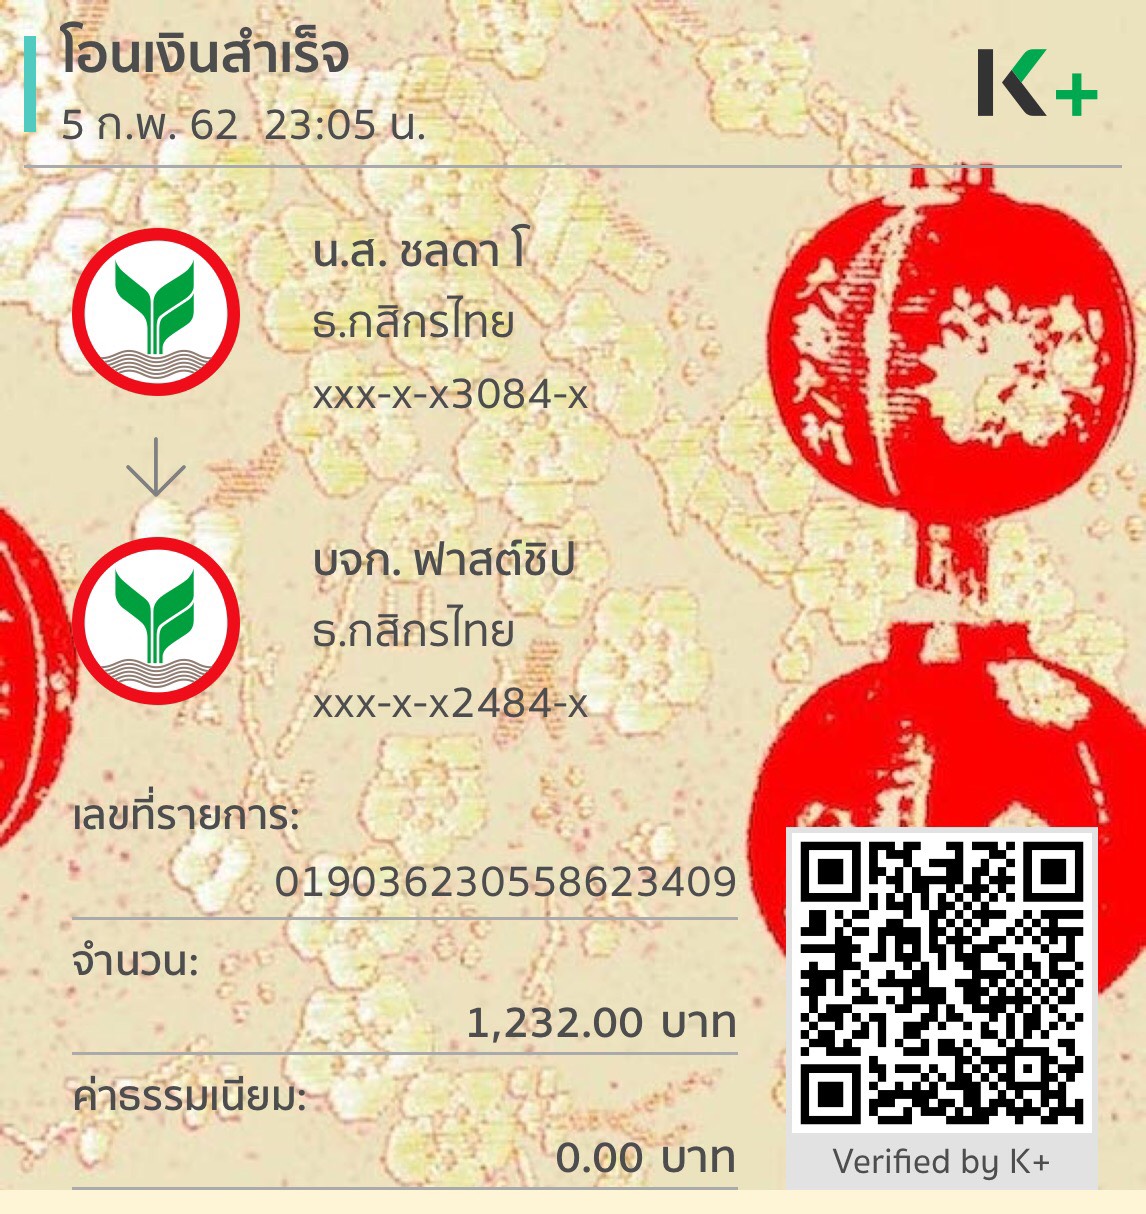 โอนเงินสำเร็จ
5 ก.พ. 62 23:05 น.
K+
น.ส. ชลดา โ
ธ.กสิกรไทย
xxx-x-x3084-x
บจก. ฟาสต์ชิป
ธ.กสิกรไทย
xxx-x-x2484-x
เลขที่รายการ:
019036230558623409
จำนวน:
1,232.00 บาท
ค่าธรรมเนียม:
0.00 บาท
Verified by K+